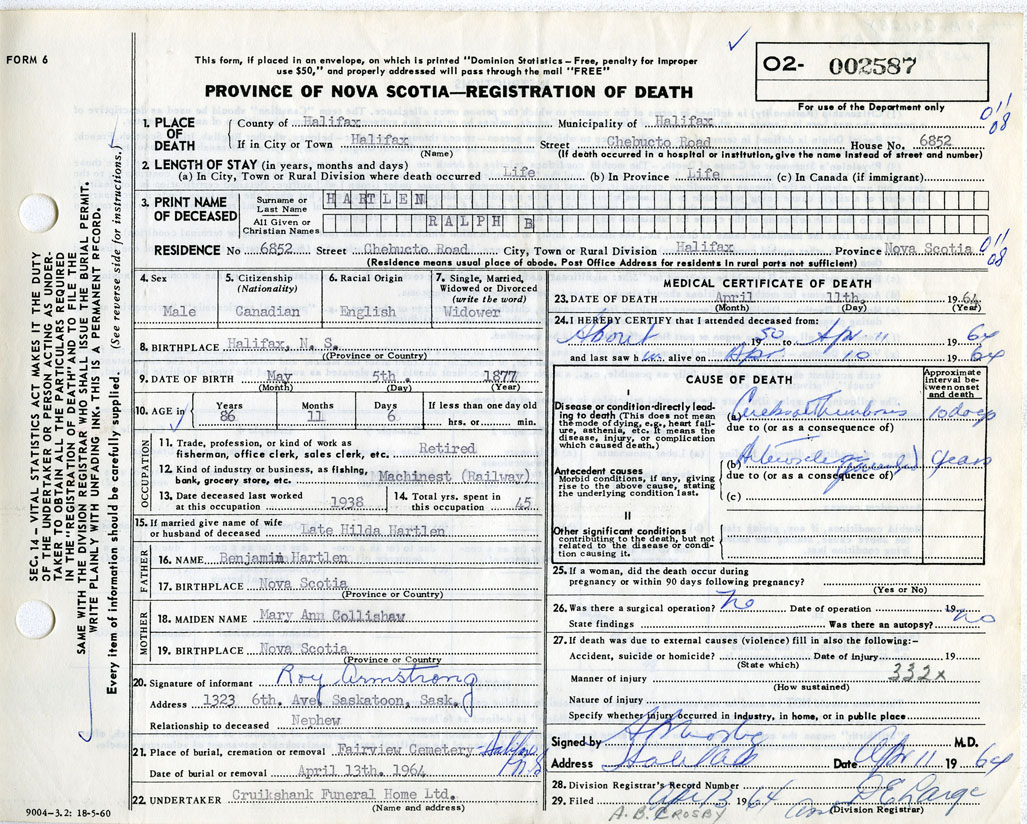 FORM 6
This form, if placed in an envelope, on which is printed "Dominion Statistics – Free, penalty for improper
use $50," and properly addressed will pass through the mail "FREE"
PROVINCE OF NOVA SCOTIA—REGISTRATION OF DEATH
O2- 002587
For use of the Department only
011
08
1. PLACE OF DEATH
County of Halifax Municipality of Halifax
If in City or Town Halifax Street Chebucto Road House No. 6852
(Name) (If death occurred in a hospital or institution, give the name instead of street and number)
2. LENGTH OF STAY (in years, months and days)
(a) In City, Town or Rural Division where death occurred Life (b) In Province Life (c) In Canada (if immigrant)
3. PRINT NAME OF DECEASED
Surname or Last Name HARTLEN
All Given or Christian Names RALPH B
RESIDENCE No 6852 Street Chebucto Road City, Town or Rural Division Halifax Province Nova Scotia 011
08
(Residence means usual place of abode. Post Office Address for residents in rural parts not sufficient)
4. Sex
Male
5. Citizenship (Nationality)
Canadian
6. Racial Origin
English
7. Single, Married, Widowed or Divorced (write the word)
Widower
8. BIRTHPLACE Halifax, N. S.
(Province or Country)
9. DATE OF BIRTH May 5th. 1877
(Month) (Day) (Year)
10. AGE in Years 86 Months 11 Days 6 If less than one day old
hrs. or min.
OCCUPATION
11. Trade, profession, or kind of work as
fisherman, office clerk, sales clerk, etc. Retired
12. Kind of industry or business, as fishing,
bank, grocery store, etc. Machinest (Railway)
13. Date deceased last worked at this occupation 1938
14. Total yrs. spent in this occupation 45
15. If married give name of wife
or husband of deceased Late Hilda Hartlen
FATHER
16. NAME Benjamin Hartlen
17. BIRTHPLACE Nova Scotia
(Province or Country)
MOTHER
18. MAIDEN NAME Mary Ann Collishaw
19. BIRTHPLACE Nova Scotia
(Province or Country
20. Signature of informant Roy Armstrong
Address 1323 6th. Ave, Saskatoon, Sask.
Relationship to deceased Nephew
21. Place of burial, cremation or removal Fairview Cemetery Halifax N.S
Date of burial or removal April 13th. 1964
22. UNDERTAKER Cruikshank Funeral Home Ltd.
(Name and address)
9004-3.2: 18-5-60
MEDICAL CERTIFICATE OF DEATH
23. DATE OF DEATH April 11th. 1964
(Month) (Day) (Year)
24. I HEREBY CERTIFY that I attended deceased from:
About 1950 to Apr 11 1964
and last saw him alive on Apr 10 1964
CAUSE OF DEATH
Approximate interval between onset and death
I
Disease or condition directly leading to death (This does not mean the mode of dying, e.g., heart failure, asthenia, etc. It means the disease, injury, or complication which caused death.)
(a) Cerebral Thrombosis 10 days
due to (or as a consequence of)
Antecedent causes
Morbid conditions, if any, giving rise to the above cause, stating the underlying condition last.
(b) Arteriosclerosis (generalized) Years
due to (or as a consequence of)
(c)
II
Other significant conditions
contributing to the death, but not related to the disease or condition causing it.
25. If a woman, did the death occur during
pregnancy or within 90 days following pregnancy?
(Yes or No)
26. Was there a surgical operation? No Date of operation 19
State findings Was there an autopsy? No
27. If death was due to external causes (violence) fill in also the following:–
Accident, suicide or homicide? Date of injury 19
(State which)
Manner of injury 332X
(How sustained)
Nature of injury
Specify whether injury occurred in industry, in home, or in public place
Signed by A B Crosby M.D.
Address Halifax Date Apr 11 1964
28. Division Registrar's Record Number
29. Filed Apr 13 1964
(Division Registrar)
A.B. CROSBY
SEC. 14 – VITAL STATISTICS ACT MAKES IT THE DUTY
OF THE UNDERTAKER OR PERSON ACTING AS UNDER-
TAKER TO OBTAIN ALL THE PARTICULARS REQUIRED
IN THE "REGISTRATION OF DEATH" AND TO FILE THE
SAME WITH THE DIVISION REGISTRAR WHO SHALL ISSUE THE BURIAL PERMIT.
WRITE PLAINLY WITH UNFADING INK. THIS IS A PERMANENT RECORD.
Every item of information should be carefully supplied. (See reverse side for instructions.)